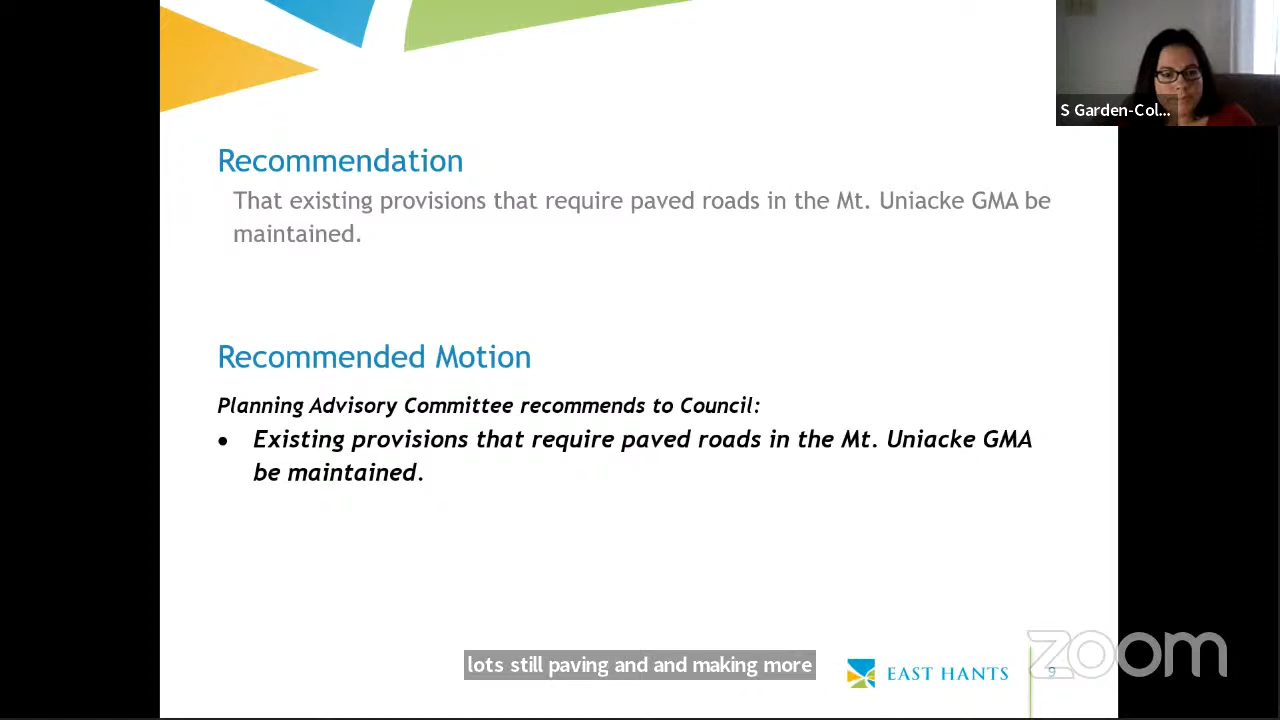 S Garden-Col...
Recommendation
That existing provisions that require paved roads in the Mt. Uniacke GMA be
maintained.
Recommended Motion
Planning Advisory Committee recommends to Council:
• Existing provisions that require paved roads in the Mt. Uniacke GMA
be maintained.
lots still paving and and making more
EAST HANTS
9
zoom